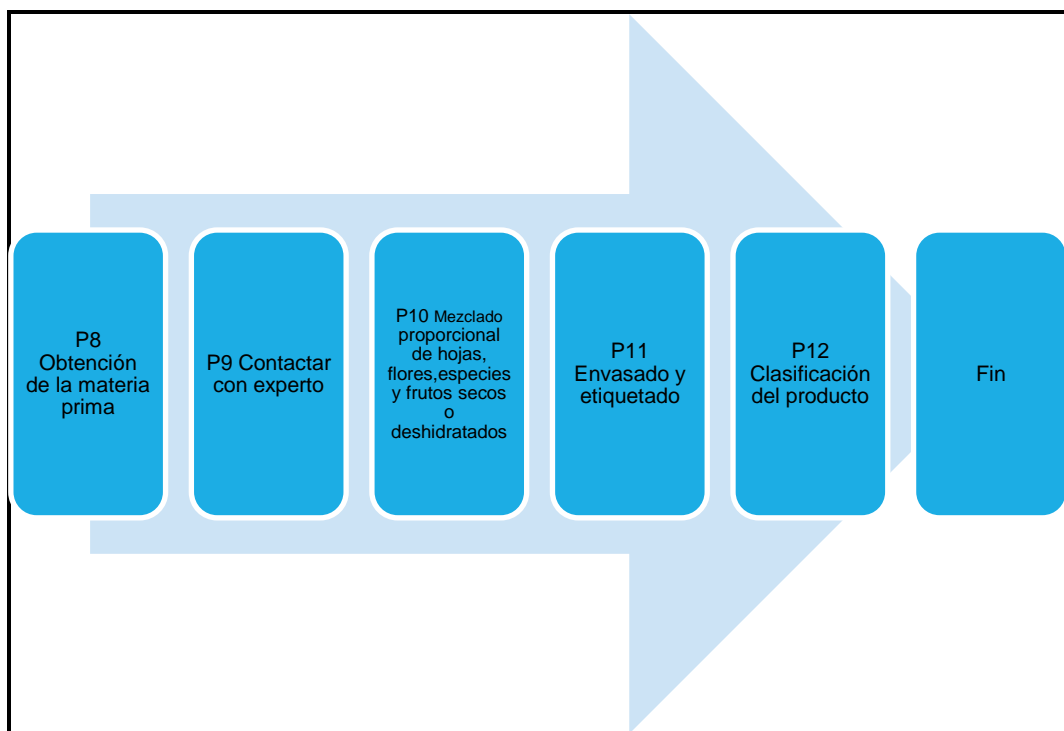 P8
Obtención
de la materia
prima
P9 Contactar
con experto
P10 Mezclado
proporcional
de hojas,
flores,especies
y frutos secos
o
deshidratados
P11
Envasado y
etiquetado
P12
Clasificación
del producto
Fin